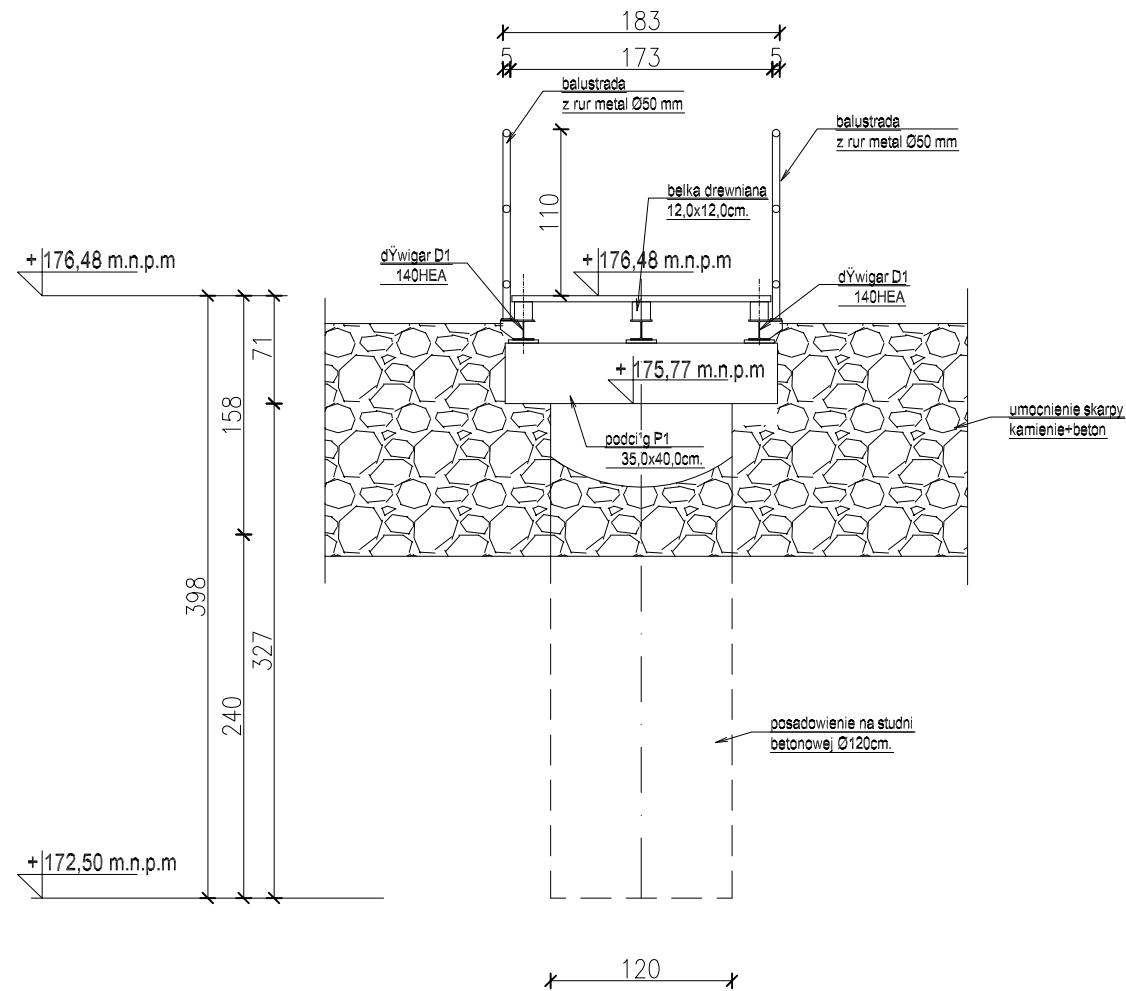 183
5 173 5
balustrada
z rur metal Ø50 mm
balustrada
z rur metal Ø50 mm
110
belka drewniana
12,0x12,0cm.
+ 176,48 m.n.p.m
dŸwigar D1
140HEA
+ 176,48 m.n.p.m
dŸwigar D1
140HEA
71
+ 175,77 m.n.p.m
158
umocnienie skarpy
kamienie+beton
podci¹g P1
35,0x40,0cm.
398
327
240
posadowienie na studni
betonowej Ø120cm.
+ 172,50 m.n.p.m
120